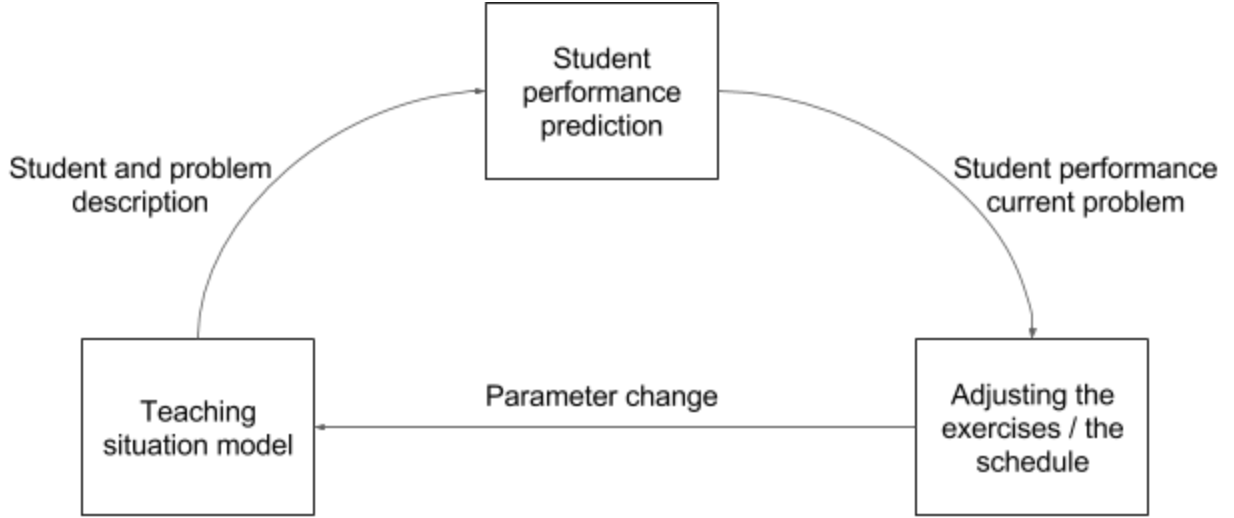 Student
performance
prediction
Student and problem
description
Student performance
current problem
Teaching
situation model
Parameter change
Adjusting the
exercises / the
schedule